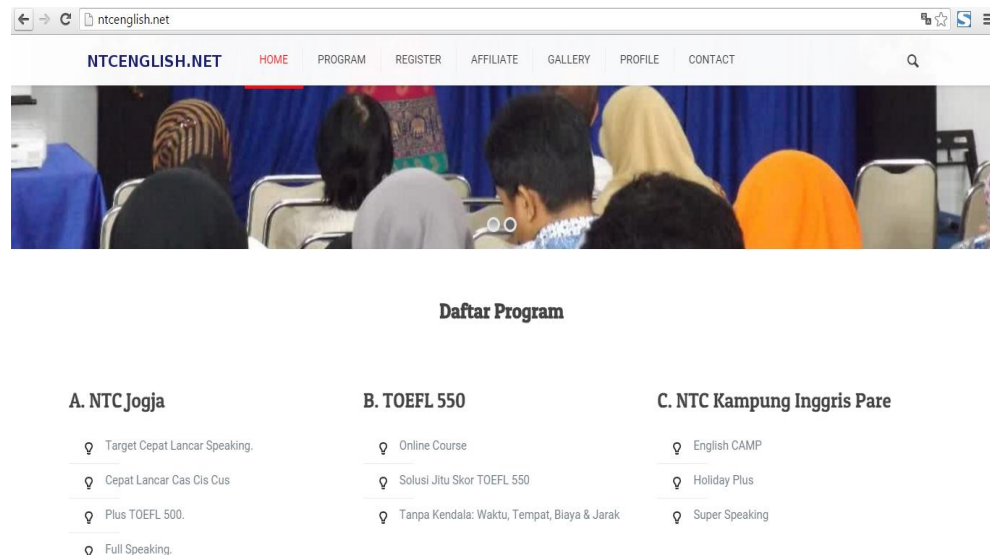 ntcenglish.net
NTCENGLISH.NET HOME PROGRAM REGISTER AFFILIATE GALLERY PROFILE CONTACT
Daftar Program
A. NTC Jogja
Target Cepat Lancar Speaking.
Cepat Lancar Cas Cis Cus
Plus TOEFL 500.
Full Speaking.
B. TOEFL 550
Online Course
Solusi Jitu Skor TOEFL 550
Tanpa Kendala: Waktu, Tempat, Biaya & Jarak
C. NTC Kampung Inggris Pare
English CAMP
Holiday Plus
Super Speaking